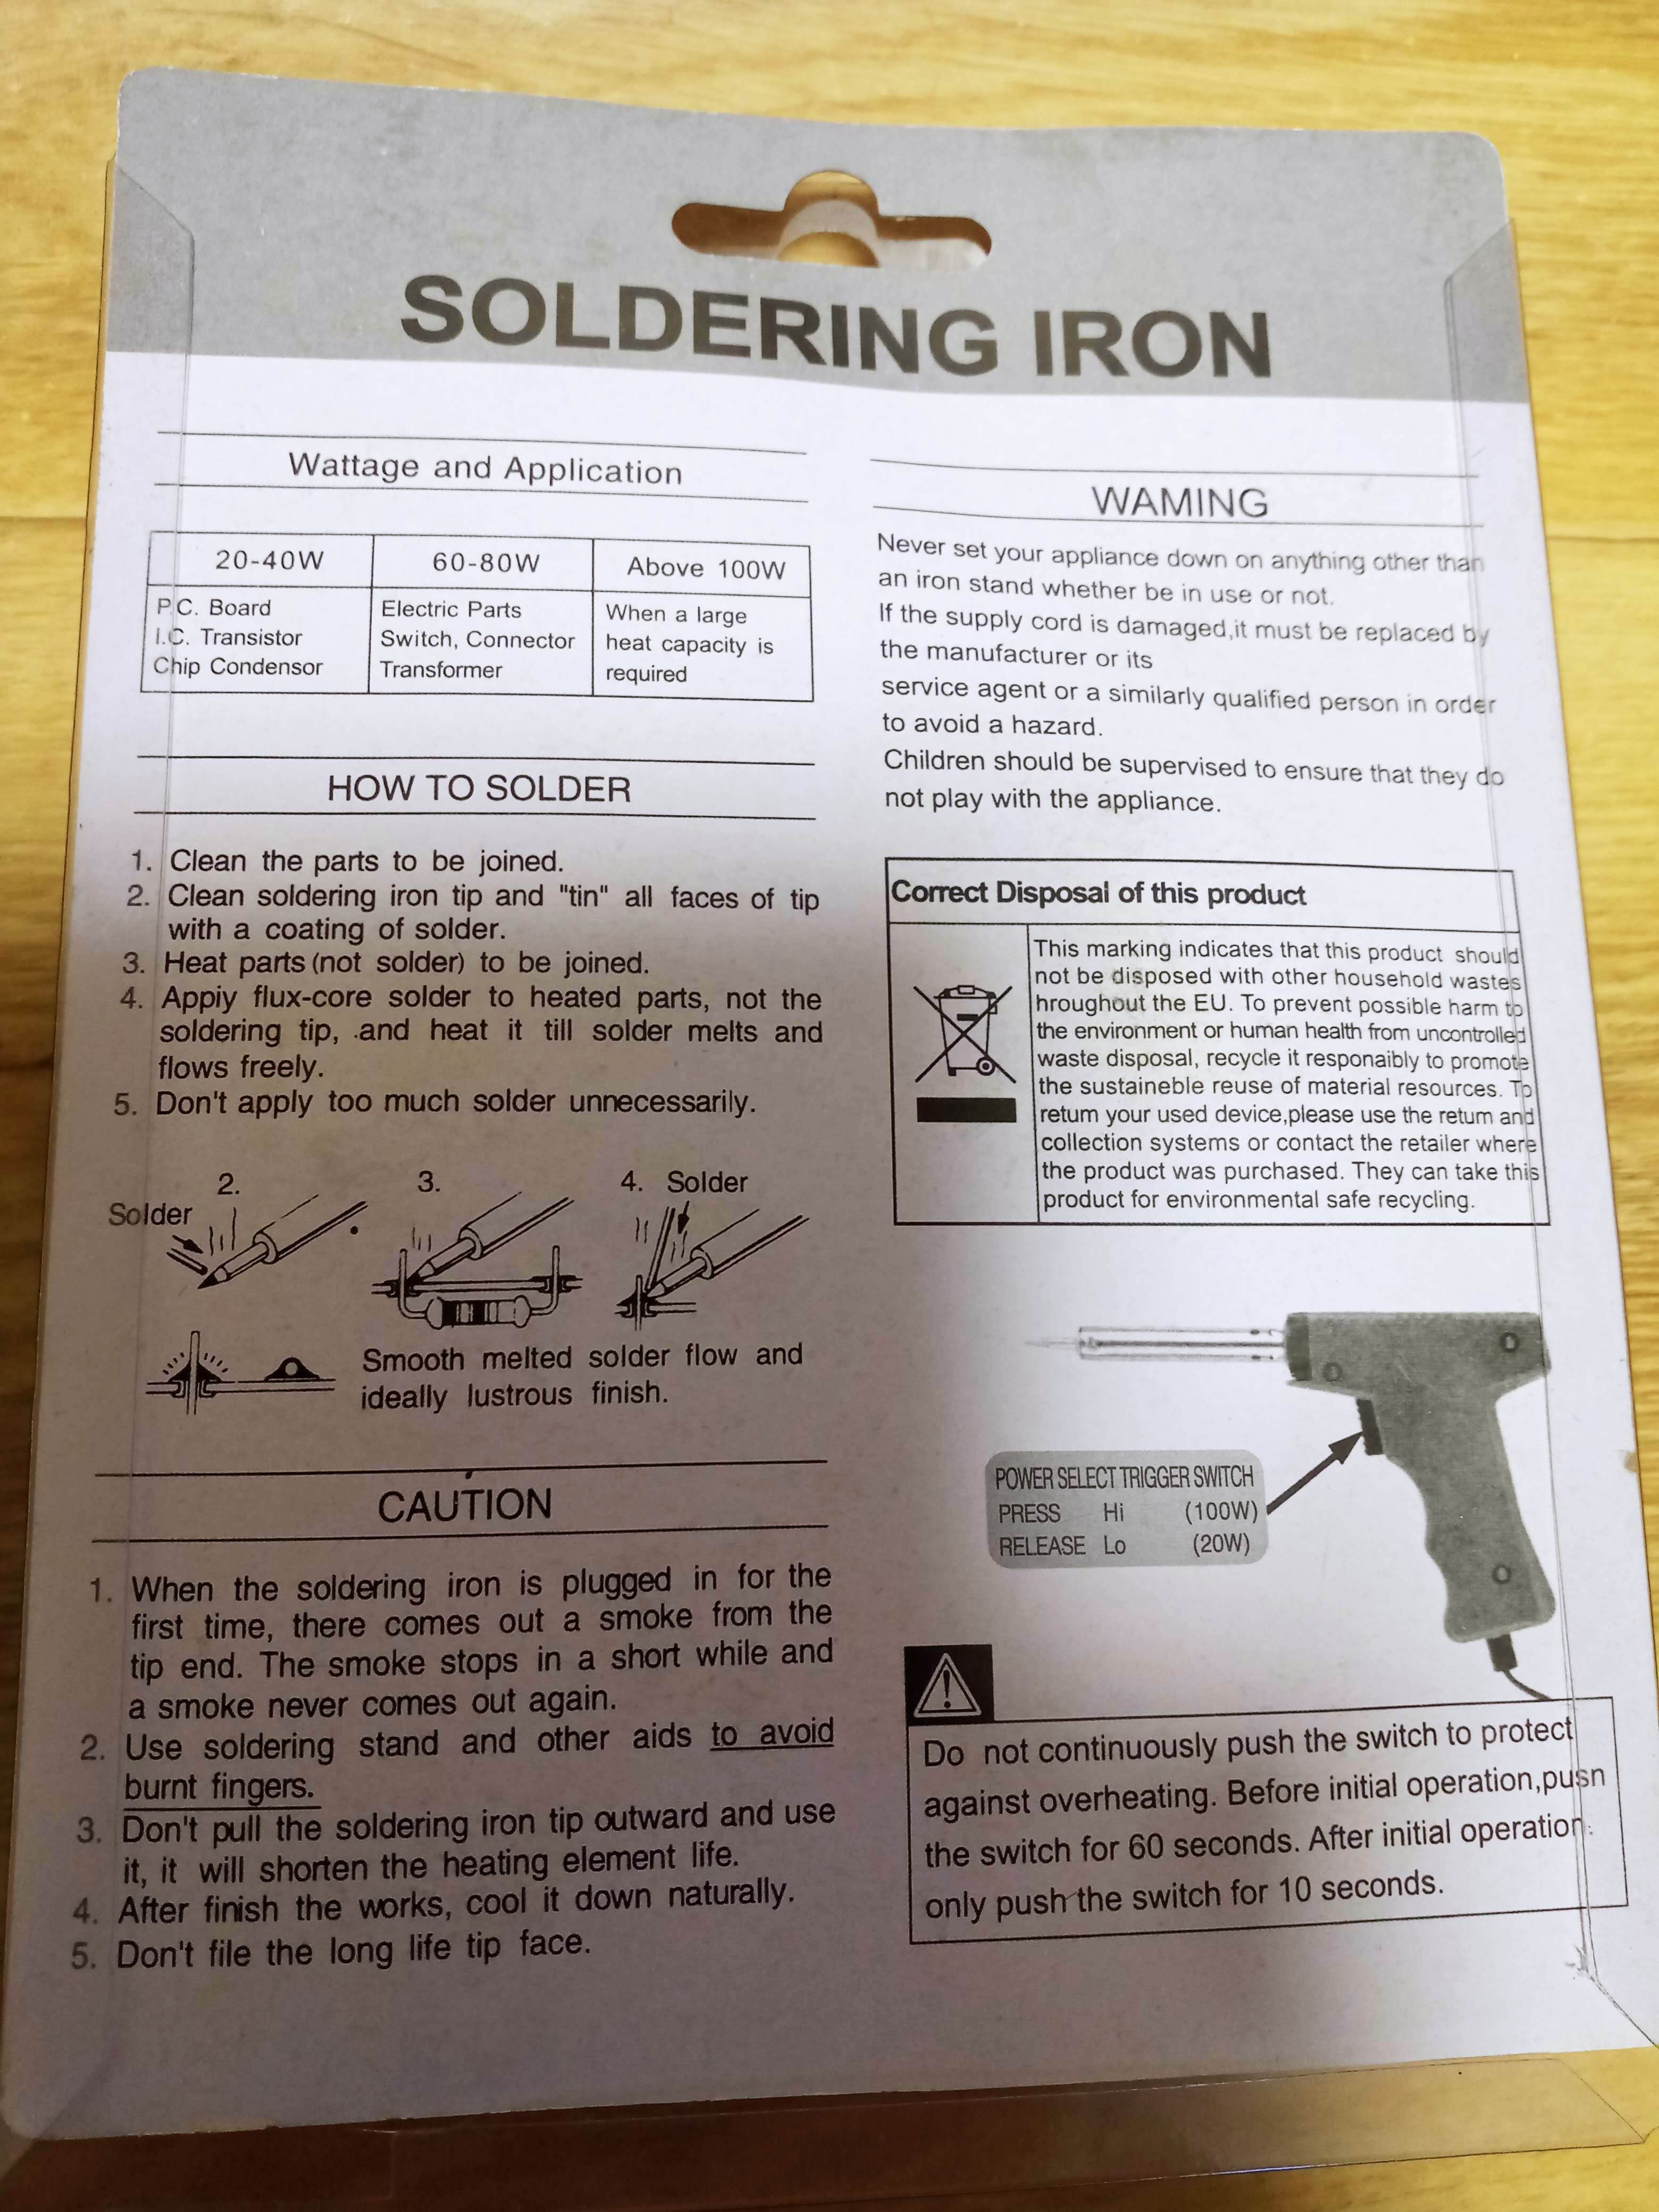 SOLDERING IRON
Wattage and Application
20-40W 60-80W Above 100W
P.C. Board
I.C. Transistor
Chip Condensor
Electric Parts
Switch, Connector
Transformer
When a large
heat capacity is
required
HOW TO SOLDER
1. Clean the parts to be joined.
2. Clean soldering iron tip and "tin" all faces of tip
with a coating of solder.
3. Heat parts (not solder) to be joined.
4. Appiy flux-core solder to heated parts, not the
soldering tip, and heat it till solder melts and
flows freely.
5. Don't apply too much solder unnecessarily.
2.
Solder
3.
4. Solder
Smooth melted solder flow and
ideally lustrous finish.
CAUTION
1. When the soldering iron is plugged in for the
first time, there comes out a smoke from the
tip end. The smoke stops in a short while and
a smoke never comes out again.
2. Use soldering stand and other aids to avoid
burnt fingers.
3. Don't pull the soldering iron tip outward and use
it, it will shorten the heating element life.
4. After finish the works, cool it down naturally.
5. Don't file the long life tip face.
WAMING
Never set your appliance down on anything other than
an iron stand whether be in use or not.
If the supply cord is damaged,it must be replaced by
the manufacturer or its
service agent or a similarly qualified person in order
to avoid a hazard.
Children should be supervised to ensure that they do
not play with the appliance.
Correct Disposal of this product
This marking indicates that this product should
not be disposed with other household wastes
hroughout the EU. To prevent possible harm to
the environment or human health from uncontrolled
waste disposal, recycle it responaibly to promote
the sustaineble reuse of material resources. To
retum your used device,please use the retum and
collection systems or contact the retailer where
the product was purchased. They can take this
product for environmental safe recycling.
POWER SELECT TRIGGER SWITCH
PRESS Hi (100W)
RELEASE Lo (20W)
Do not continuously push the switch to protect
against overheating. Before initial operation,pusn
the switch for 60 seconds. After initial operation.
only push the switch for 10 seconds.